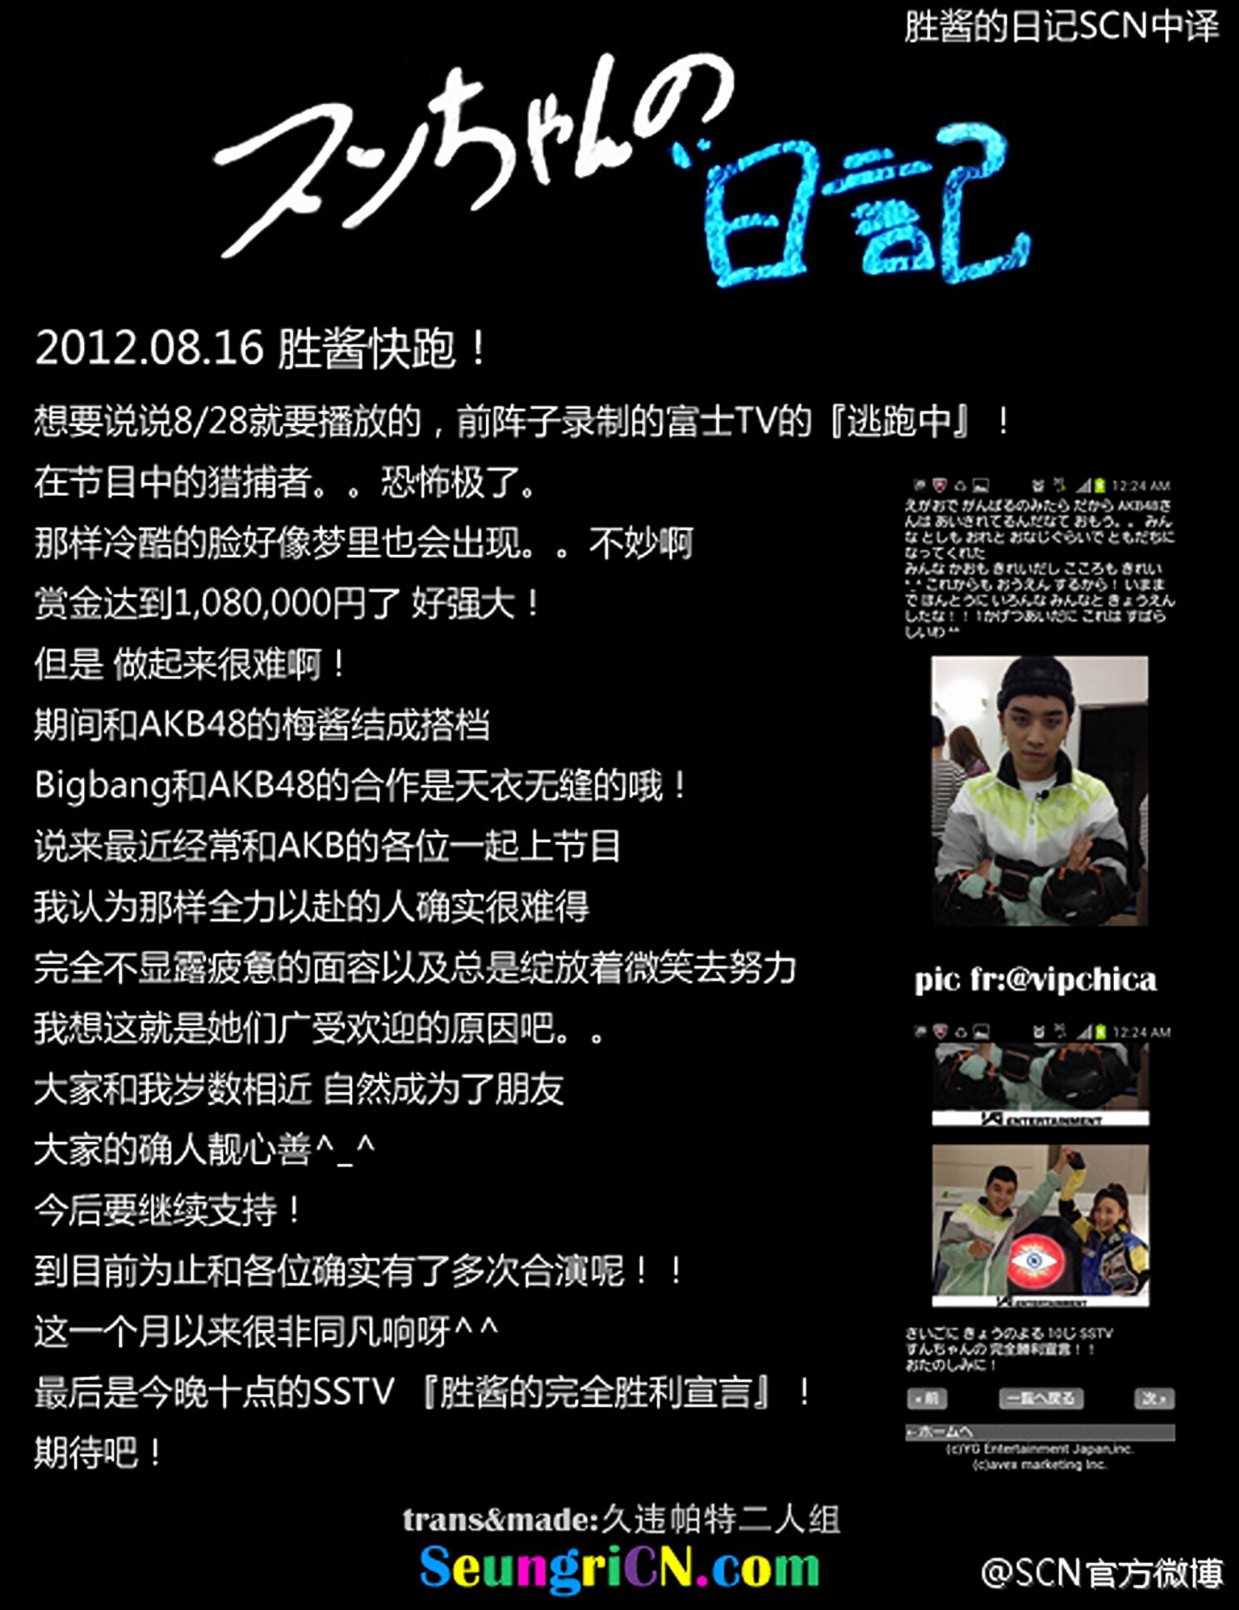 胜酱的日记SCN中译
スンちゃんの
日記
2012.08.16 胜酱快跑！
想要说说8/28就要播放的，前阵子录制的富士TV的『逃跑中』！
在节目中的猎捕者。。恐怖极了。
那样冷酷的脸好像梦里也会出现。。不妙啊
赏金达到1,080,000円了 好强大！
但是 做起来很难啊！
期间和AKB48的梅酱结成搭档
Bigbang和AKB48的合作是天衣无缝的哦！
说来最近经常和AKB的各位一起上节目
我认为那样全力以赴的人确实很难得
完全不显露疲惫的面容以及总是绽放着微笑去努力
我想这就是她们广受欢迎的原因吧。。
大家和我岁数相近 自然成为了朋友
大家的确人靓心善^_^
今后要继续支持！
到目前为止和各位确实有了多次合演呢！！
这一个月以来很非同凡响呀^^
最后是今晚十点的SSTV 『胜酱的完全胜利宣言』！
期待吧！
12:24 AM
えがおで がんばるのみたら だから AKB48さ
んは あいされてるんだなて おもう。。 みん
な としも おれと おなじぐらいで ともだちに
なってくれた
みんな かおも きれいだし こころも きれい
^_^ これからも おうえん するから！ いまま
で ほんとうに いろんな みんなと きょうえん
したな！！ 1かげつあいだに これは すばら
しいわ ^^
pic fr:@vipchica
12:24 AM
YG ENTERTAINMENT
YG ENTERTAINMENT
さいごに きょうのよる 10じ SSTV
すんちゃんの 完全勝利宣言！！
おたのしみに！
«前 一覧へ戻る 次»
←ホームへ
(c)YG Entertainment Japan,inc.
(c)avex marketing Inc.
trans&made:久违帕特二人组
SeungriCN.com
@SCN官方微博